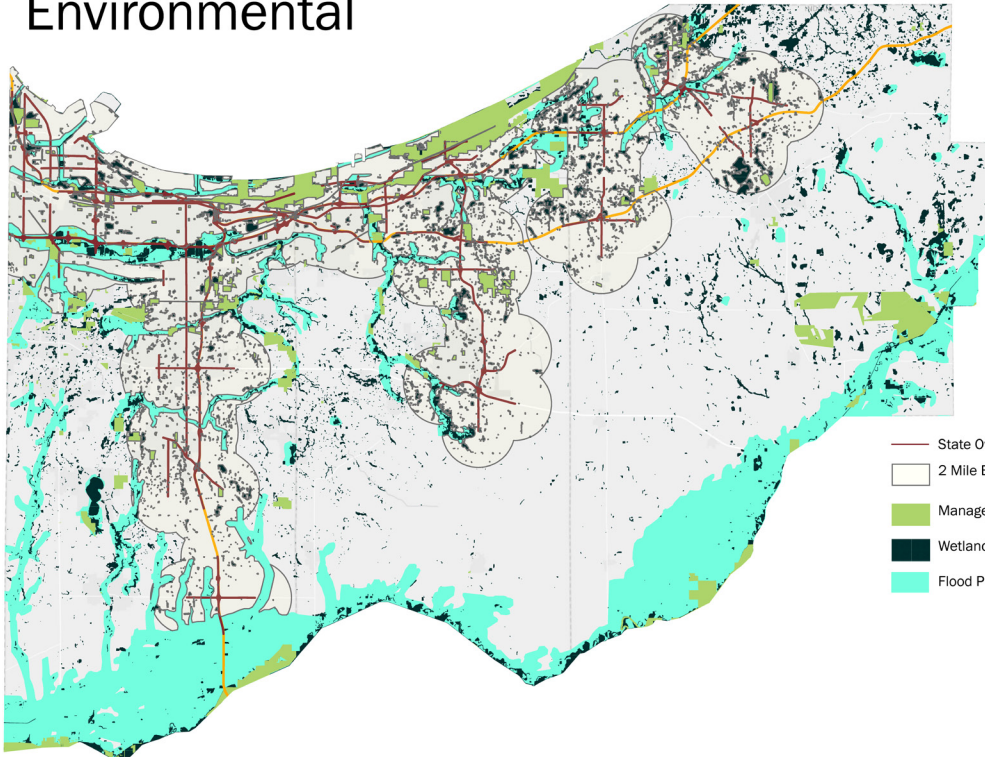 Environmental
State O
2 Mile
Manage
Wetland
Flood P